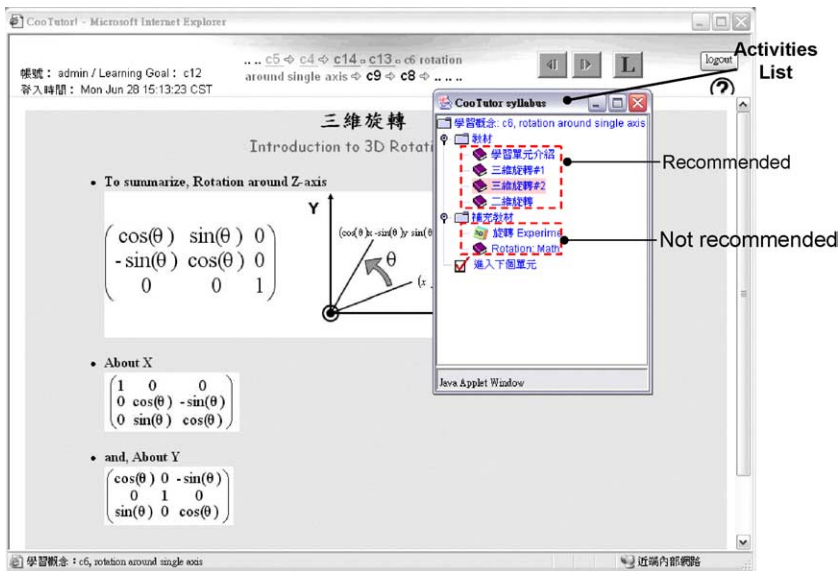 CooTutor! - Microsoft Internet Explorer
.. .. c5 ⇨ c4 ⇨ c14 。 c13 。 c6 rotation
around single axis ⇨ c9 ⇨ c8 ⇨ .. .. ..
帳號： admin / Learning Goal： c12
登入時間： Mon Jun 28 15:13:23 CST
L
logout
?
Activities
List
三維旋轉
Introduction to 3D Rotati
• To summarize, Rotation around Z-axis
cos(θ) sin(θ) 0
-sin(θ) cos(θ) 0
0 0 1
Y
(cos(θ)x -sin(θ)y sin(θ
θ
(x
• About X
1 0 0
0 cos(θ) -sin(θ)
0 sin(θ) cos(θ)
• and, About Y
cos(θ) 0 -sin(θ)
0 1 0
sin(θ) 0 cos(θ)
CooTutor syllabus
學習概念: c6, rotation around single axis
教材
學習單元介紹
三維旋轉#1
三維旋轉#2
二維旋轉
補充教材
旋轉 Experime
Rotation: Math
進入下個單元
Java Applet Window
Recommended
Not recommended
學習概念：c6, rotation around single axis
近端內部網路